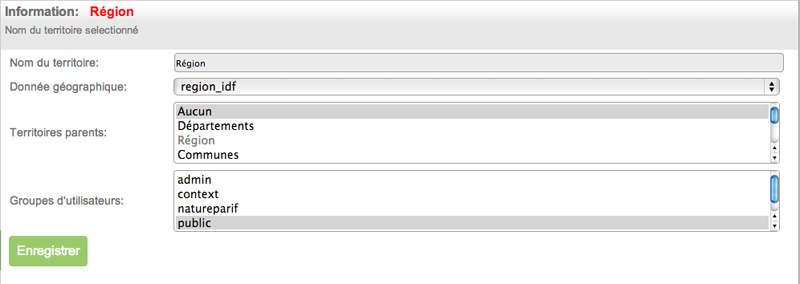 Information: Région
Nom du territoire selectionné
Nom du territoire: Région
Donnée géographique: region_idf
Territoires parents:
Aucun
Départements
Région
Communes
Groupes d'utilisateurs:
admin
context
natureparif
public
Enregistrer